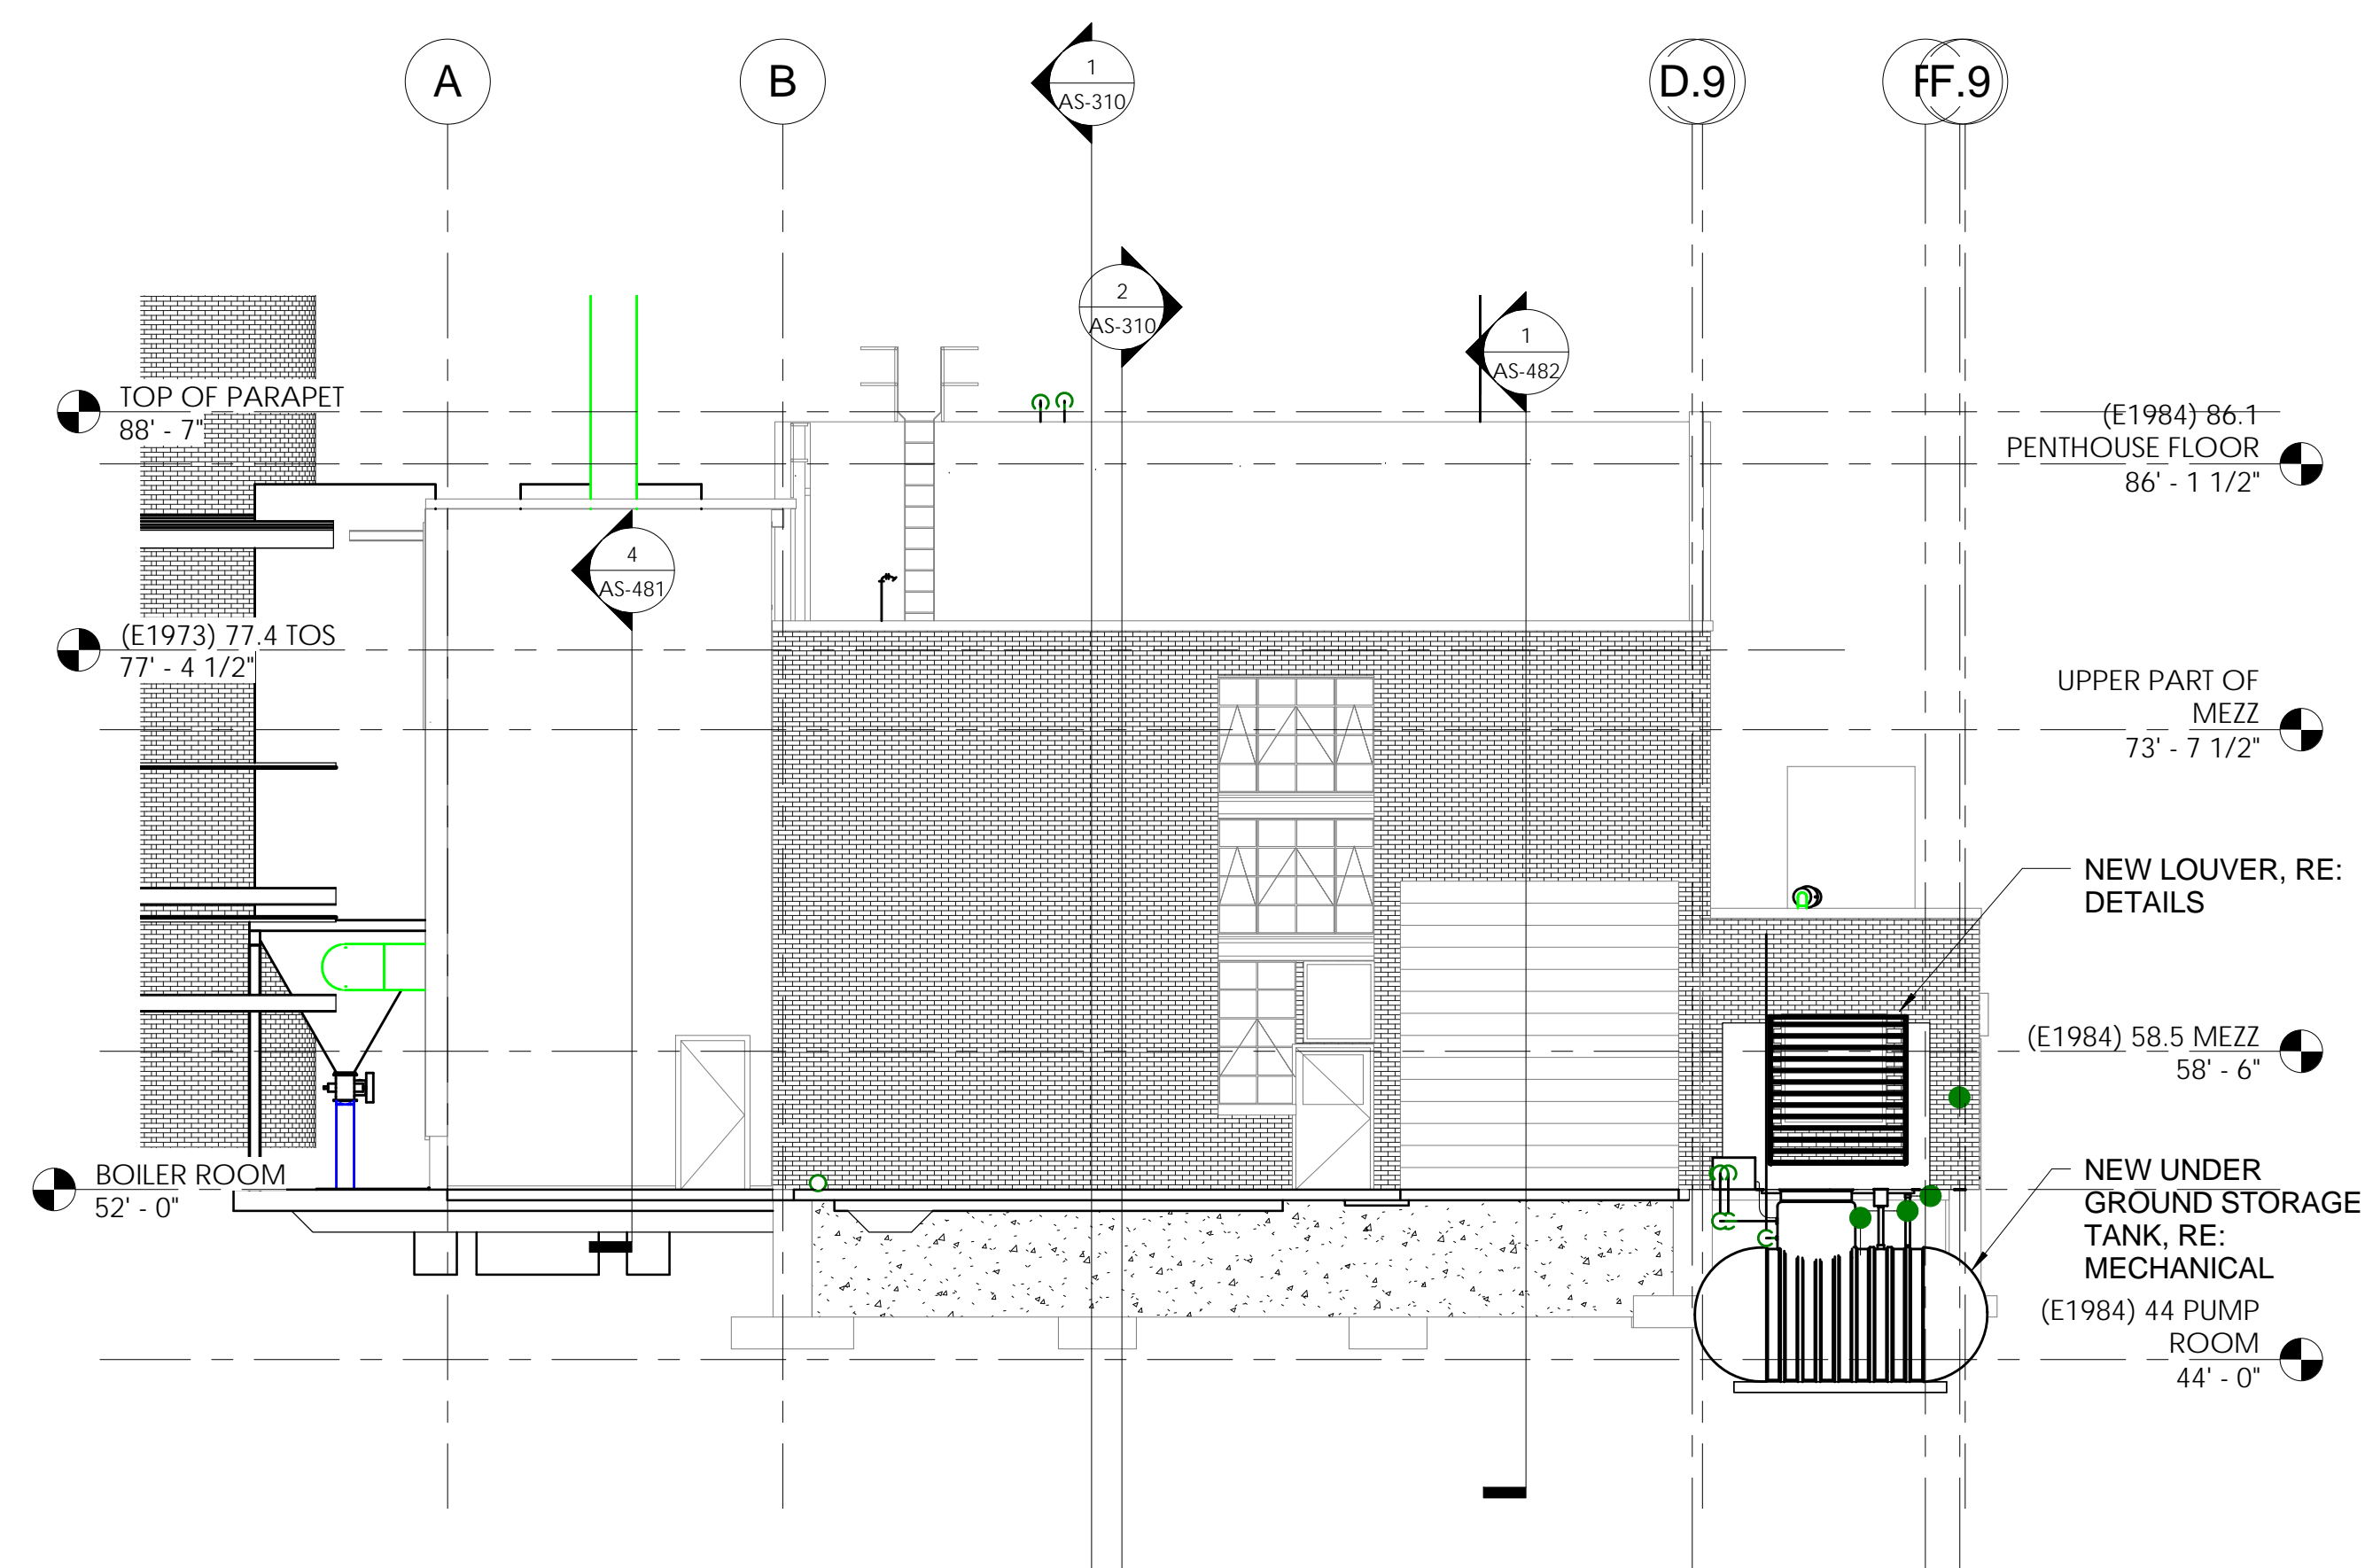 A
B
1
AS-310
D.9
FF.9
2
AS-310
1
AS-482
TOP OF PARAPET
88' - 7"
(E1984) 86.1
PENTHOUSE FLOOR
86' - 1 1/2"
4
AS-481
(E1973) 77.4 TOS
77' - 4 1/2"
UPPER PART OF
MEZZ
73' - 7 1/2"
NEW LOUVER, RE:
DETAILS
(E1984) 58.5 MEZZ
58' - 6"
BOILER ROOM
52' - 0"
NEW UNDER
GROUND STORAGE
TANK, RE:
MECHANICAL
(E1984) 44 PUMP
ROOM
44' - 0"